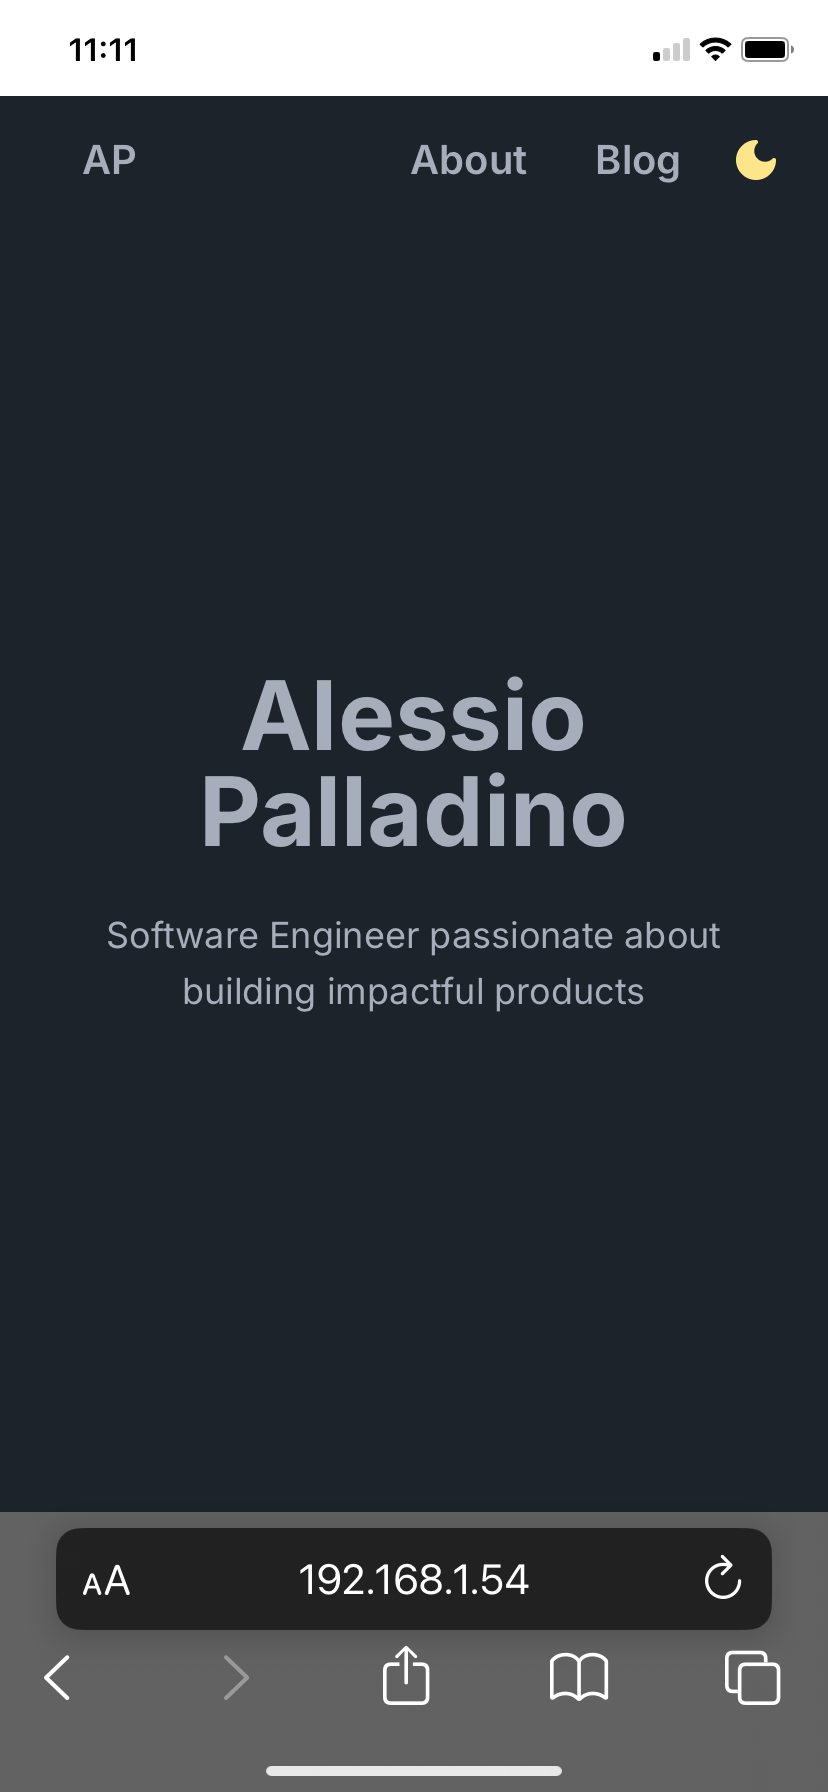 11:11
AP About Blog
Alessio
Palladino
Software Engineer passionate about
building impactful products
AA 192.168.1.54